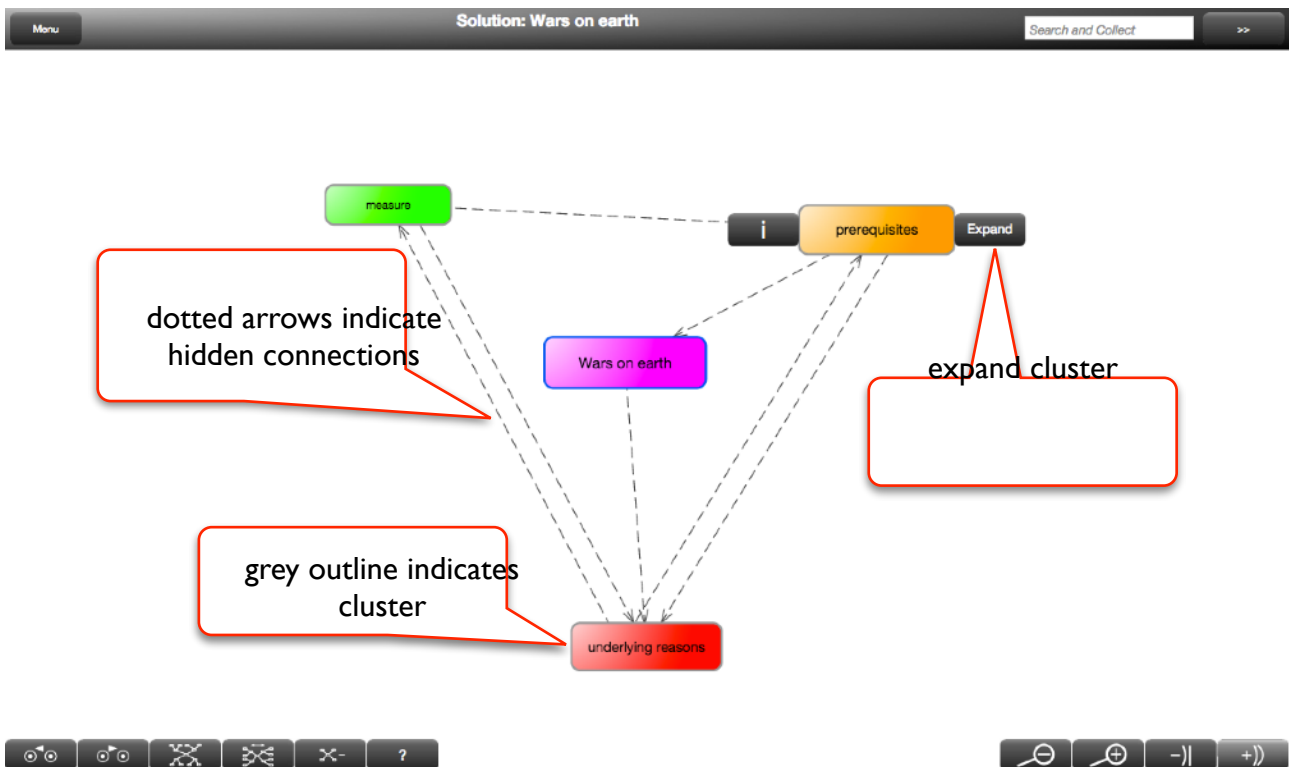 Menu
Solution: Wars on earth
Search and Collect
>>
measure
i
prerequisites
Expand
dotted arrows indicate
hidden connections
Wars on earth
expand cluster
grey outline indicates
cluster
underlying reasons
?
-)|
+))